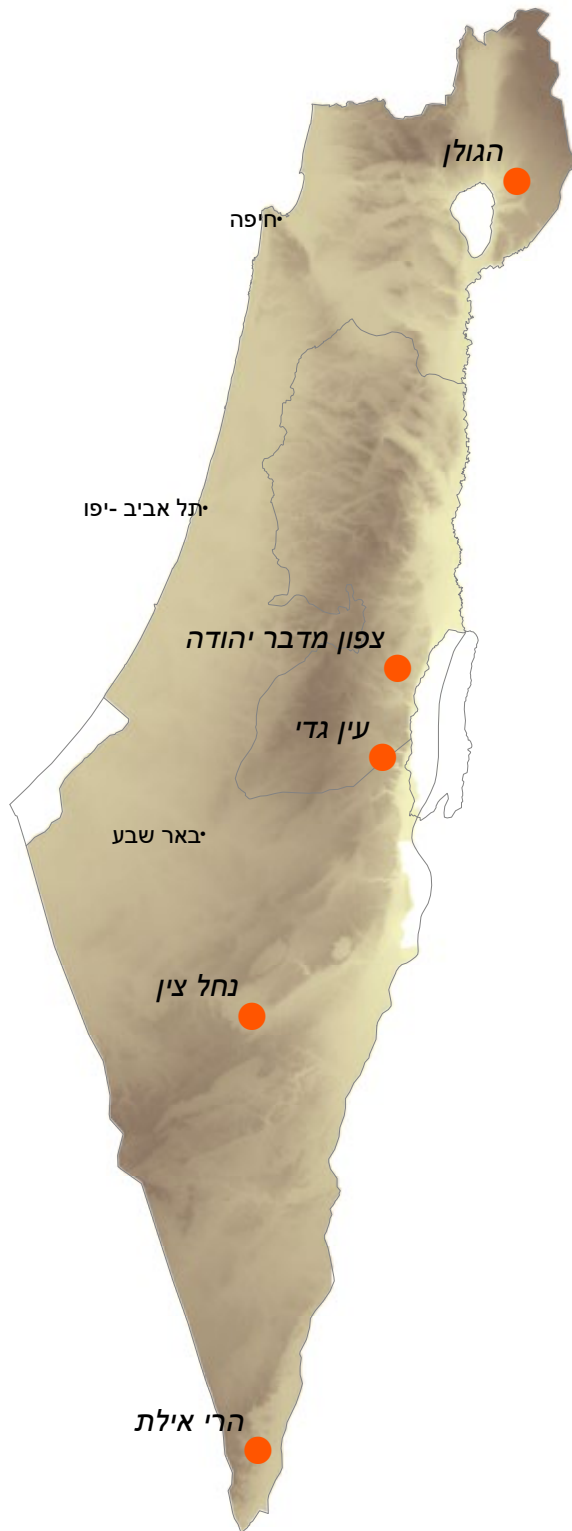 הגולן
חיפה
תל אביב -יפו
צפון מדבר יהודה
עין גדי
באר שבע
נחל צין
הרי אילת